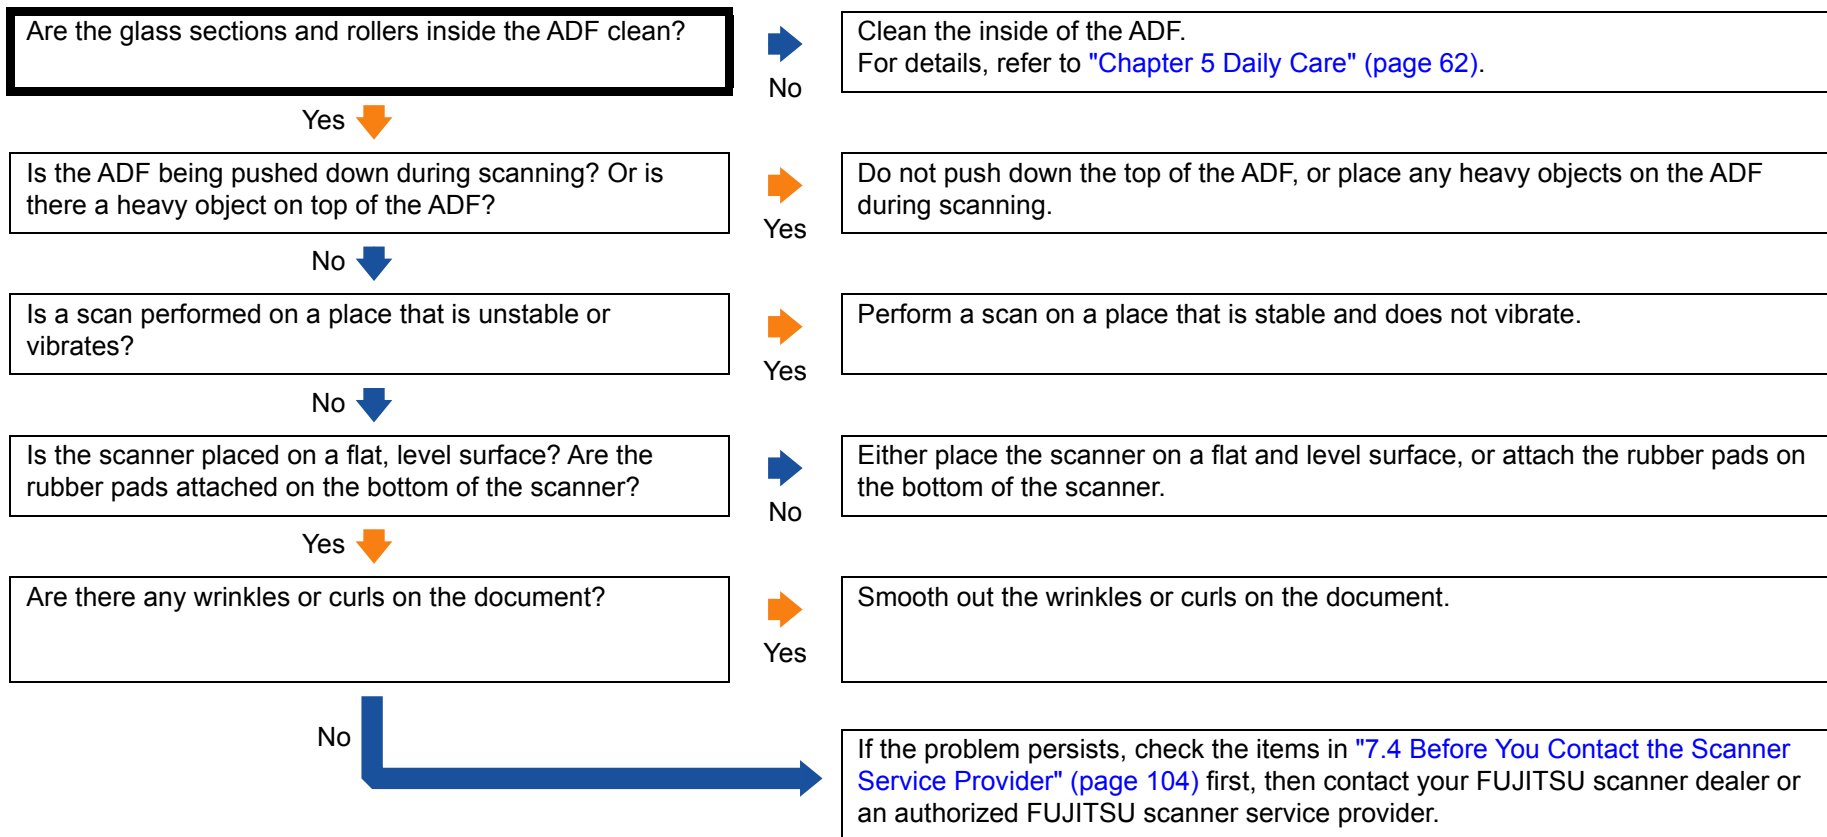 Are the glass sections and rollers inside the ADF clean?
No
Clean the inside of the ADF.
For details, refer to "Chapter 5 Daily Care" (page 62).
Yes
Is the ADF being pushed down during scanning? Or is
there a heavy object on top of the ADF?
Yes
Do not push down the top of the ADF, or place any heavy objects on the ADF
during scanning.
No
Is a scan performed on a place that is unstable or
vibrates?
Yes
Perform a scan on a place that is stable and does not vibrate.
No
Is the scanner placed on a flat, level surface? Are the
rubber pads attached on the bottom of the scanner?
No
Either place the scanner on a flat and level surface, or attach the rubber pads on
the bottom of the scanner.
Yes
Are there any wrinkles or curls on the document?
Yes
Smooth out the wrinkles or curls on the document.
No
If the problem persists, check the items in "7.4 Before You Contact the Scanner
Service Provider" (page 104) first, then contact your FUJITSU scanner dealer or
an authorized FUJITSU scanner service provider.